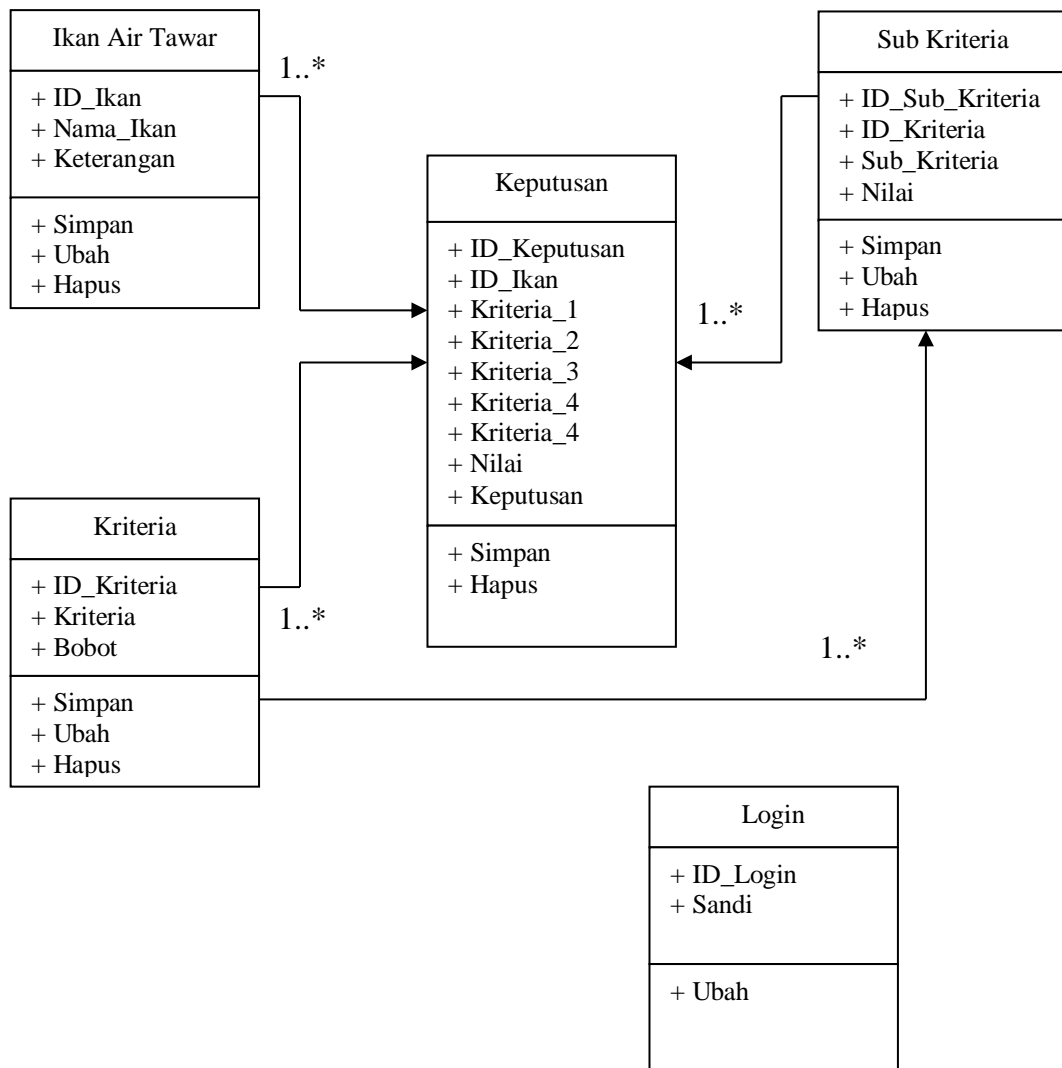 Ikan Air Tawar
+ ID_Ikan
+ Nama_Ikan
+ Keterangan
+ Simpan
+ Ubah
+ Hapus
1..*
Sub Kriteria
+ ID_Sub_Kriteria
+ ID_Kriteria
+ Sub_Kriteria
+ Nilai
+ Simpan
+ Ubah
+ Hapus
1..*
Keputusan
+ ID_Keputusan
+ ID_Ikan
+ Kriteria_1
+ Kriteria_2
+ Kriteria_3
+ Kriteria_4
+ Kriteria_4
+ Nilai
+ Keputusan
+ Simpan
+ Hapus
Kriteria
+ ID_Kriteria
+ Kriteria
+ Bobot
+ Simpan
+ Ubah
+ Hapus
1..*
1..*
Login
+ ID_Login
+ Sandi
+ Ubah